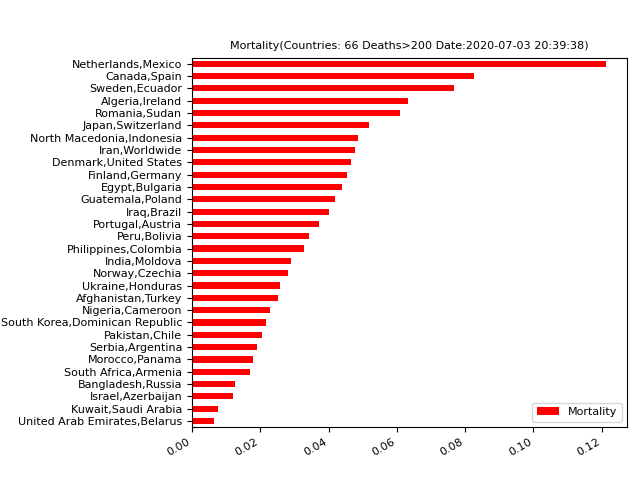 Mortality(Countries: 66 Deaths>200 Date:2020-07-03 20:39:38)
Netherlands,Mexico
Canada,Spain
Sweden,Ecuador
Algeria,Ireland
Romania,Sudan
Japan,Switzerland
North Macedonia,Indonesia
Iran,Worldwide
Denmark,United States
Finland,Germany
Egypt,Bulgaria
Guatemala,Poland
Iraq,Brazil
Portugal,Austria
Peru,Bolivia
Philippines,Colombia
India,Moldova
Norway,Czechia
Ukraine,Honduras
Afghanistan,Turkey
Nigeria,Cameroon
South Korea,Dominican Republic
Pakistan,Chile
Serbia,Argentina
Morocco,Panama
South Africa,Armenia
Bangladesh,Russia
Israel,Azerbaijan
Kuwait,Saudi Arabia
United Arab Emirates,Belarus
Mortality
0.00 0.02 0.04 0.06 0.08 0.10 0.12